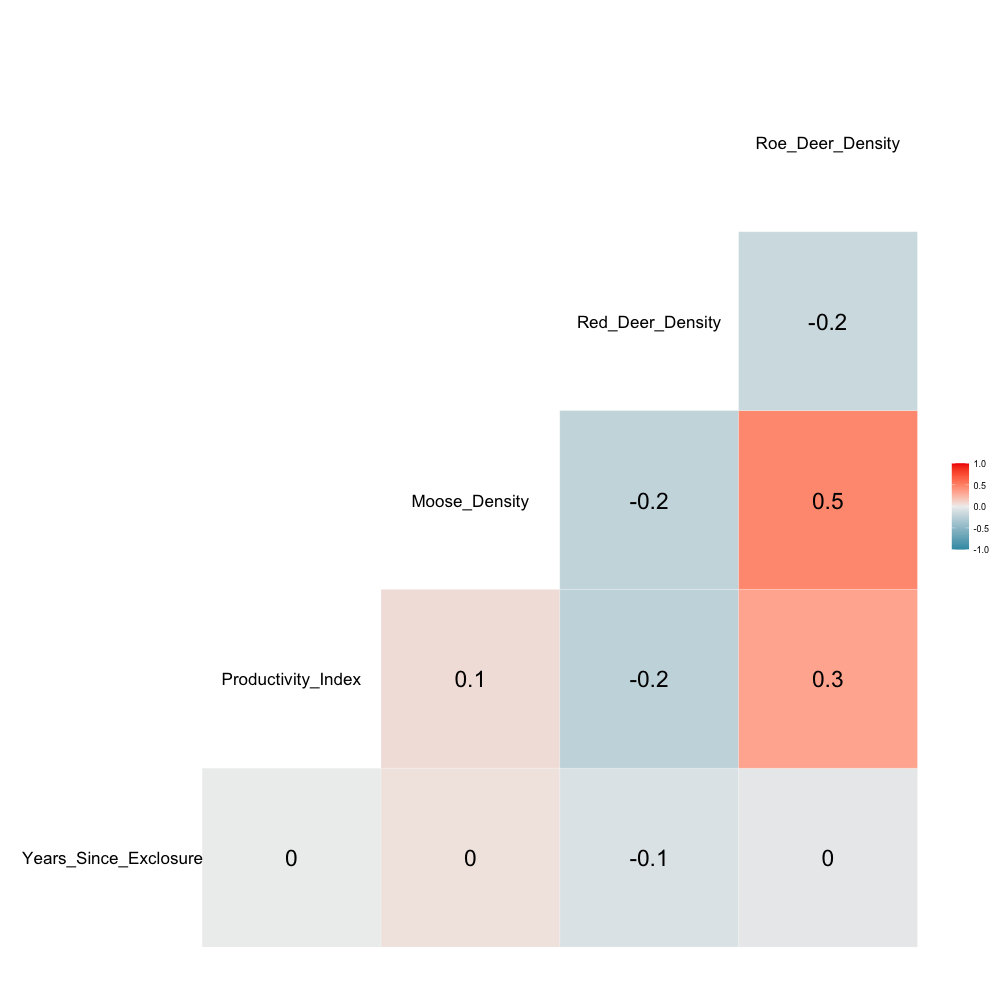 Roe_Deer_Density
Red_Deer_Density -0.2
Moose_Density -0.2 0.5
Productivity_Index 0.1 -0.2 0.3
Years_Since_Exclosure 0 0 -0.1 0
1.0
0.5
0.0
-0.5
-1.0